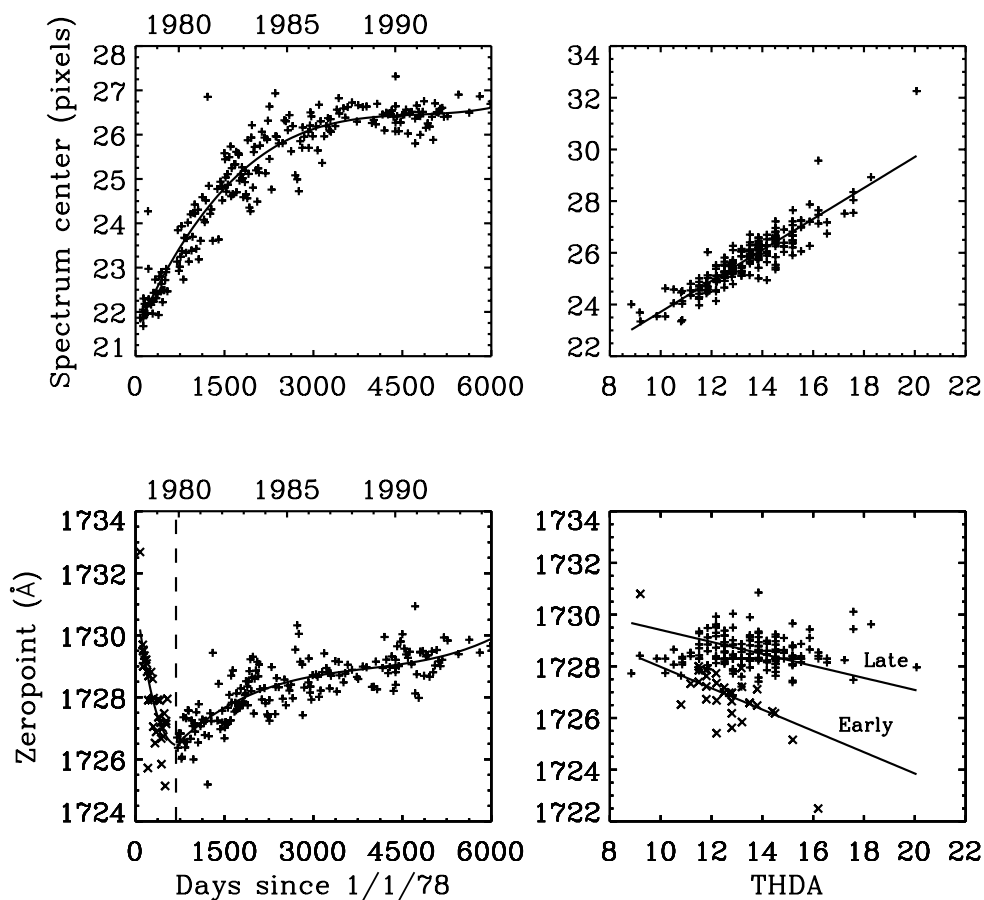 1980 1985 1990
Spectrum center (pixels)
28
27
26
25
24
23
22
21
0 1500 3000 4500 6000
34
32
30
28
26
24
22
8 10 12 14 16 18 20 22
1980 1985 1990
Zeropoint (Å)
1734
1732
1730
1728
1726
1724
0 1500 3000 4500 6000
Days since 1/1/78
1734
1732
1730
1728
1726
1724
1722
Late
Early
8 10 12 14 16 18 20 22
THDA